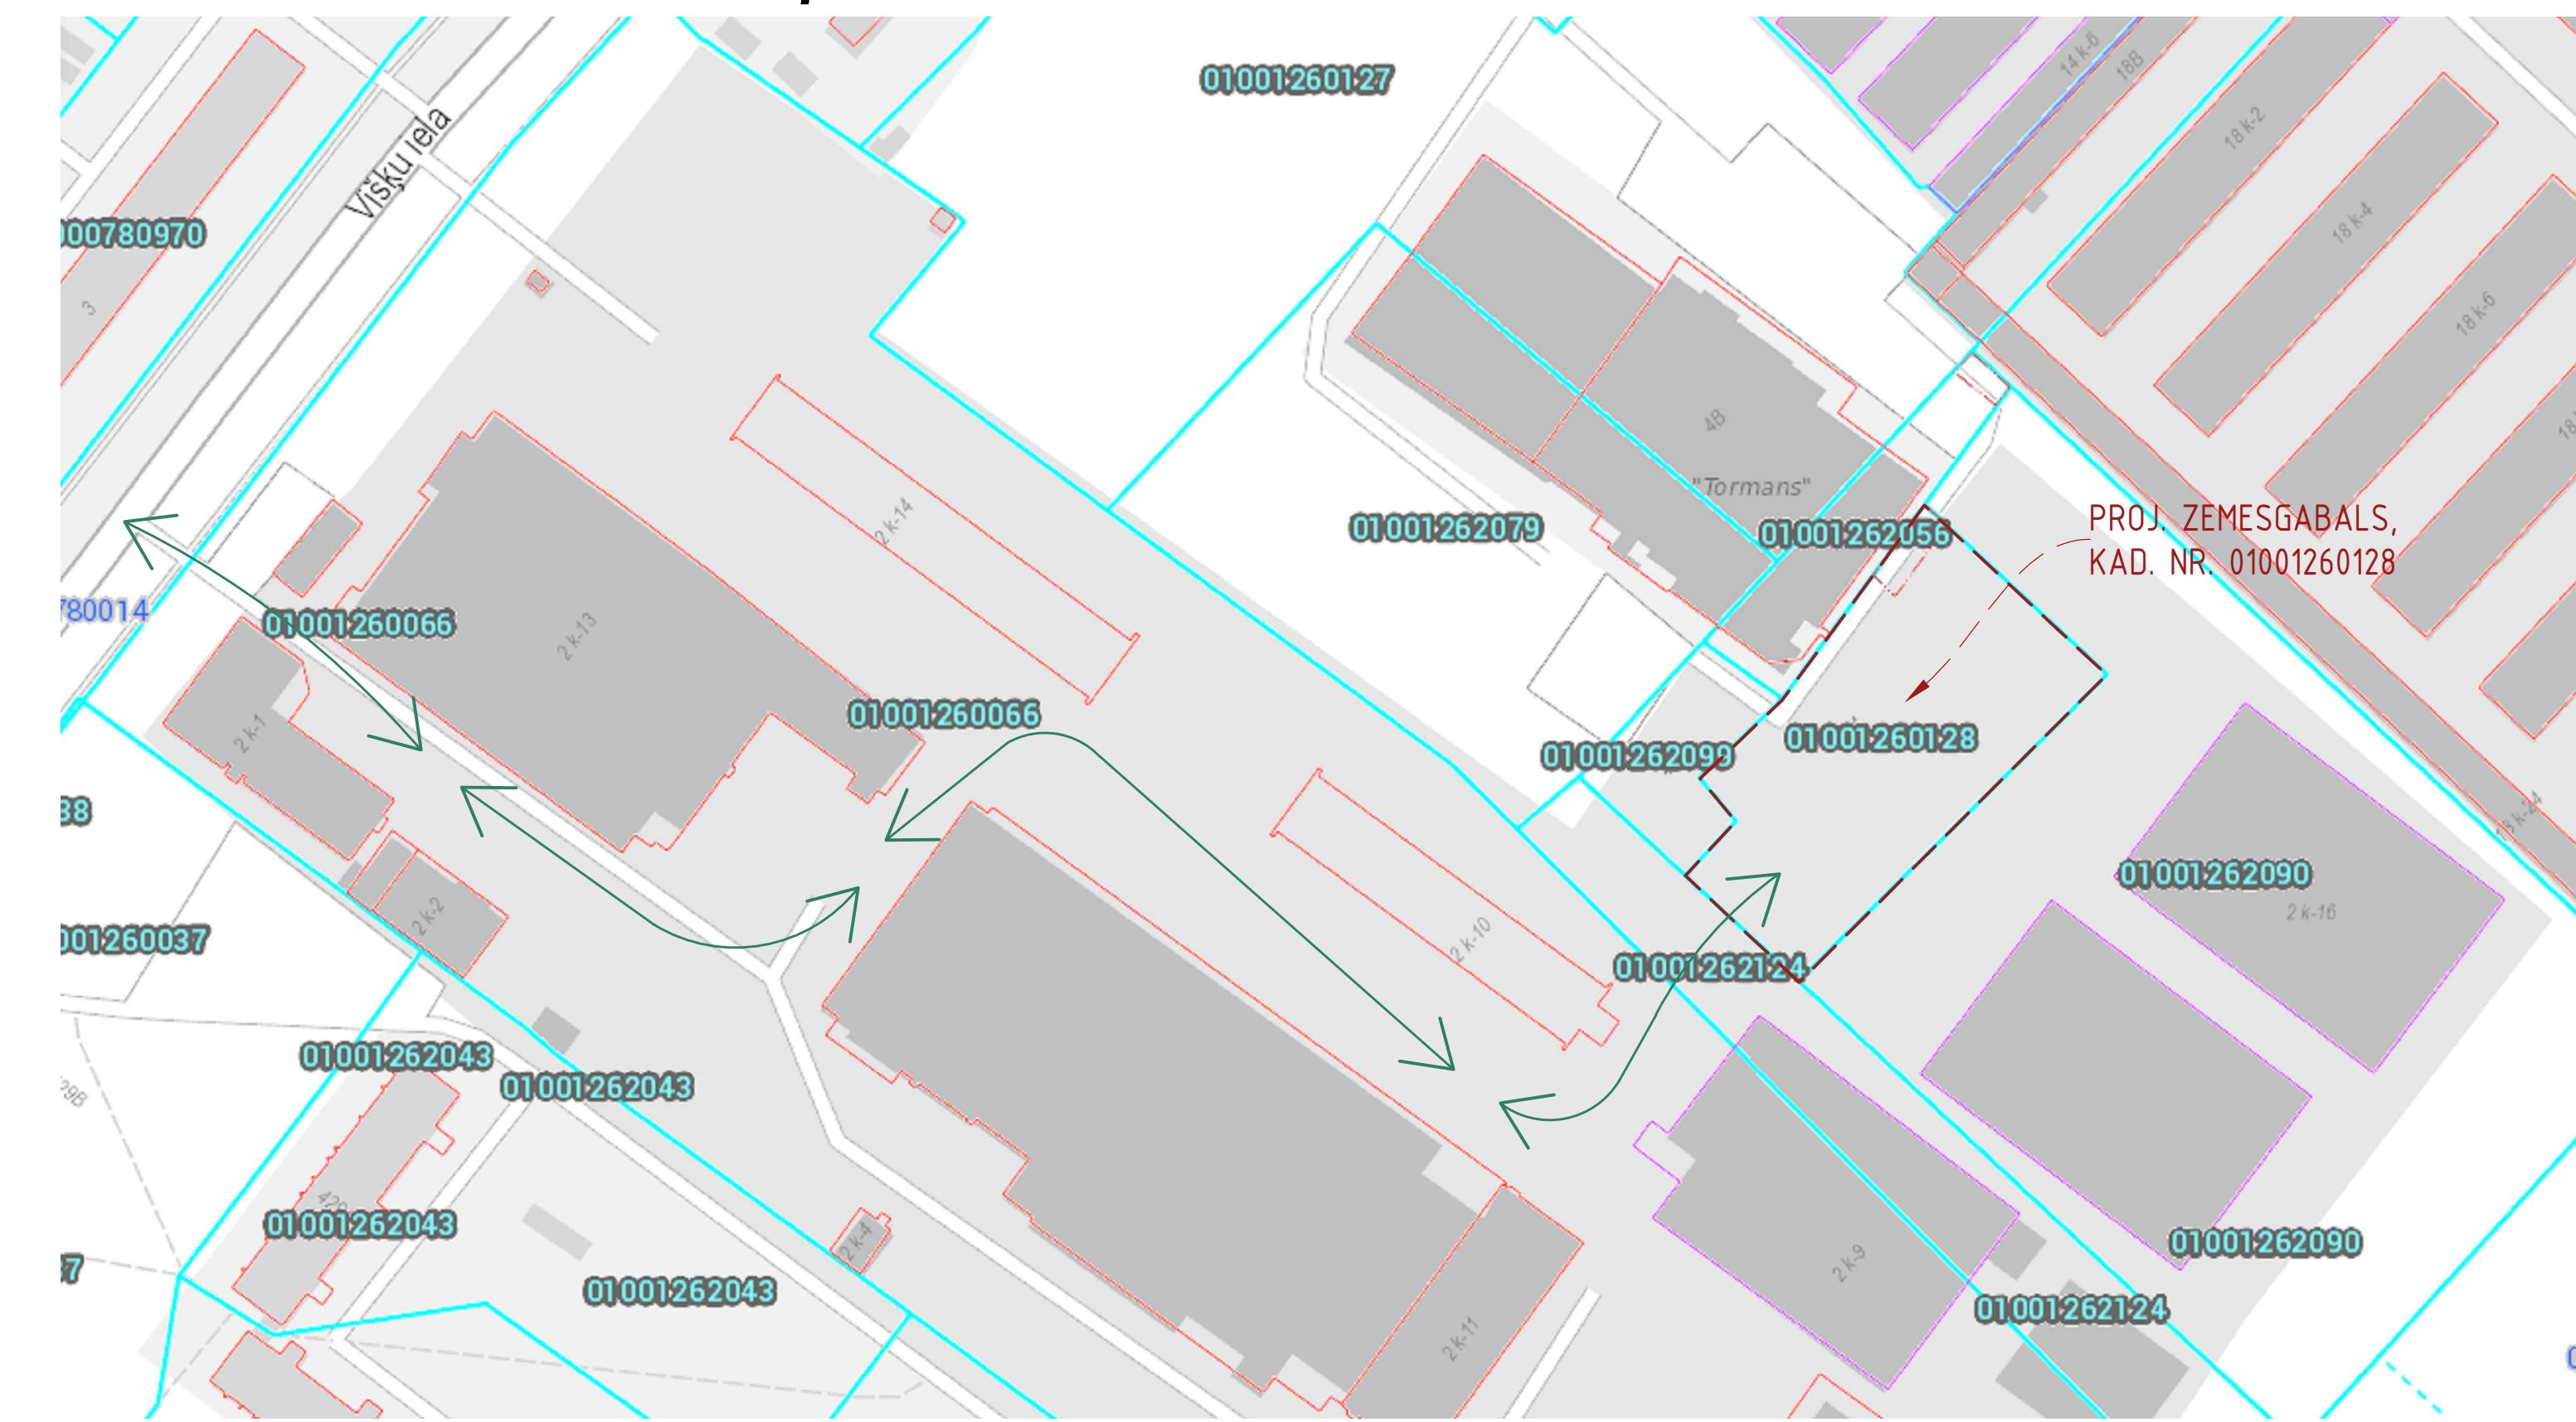 01001260127
14 k-6
18B
18 k-2
Višķu iela
000780970
18 k-4
3
18 k-6
4B
"Tormans"
2 k-14
01001262079
01001262056
PROJ. ZEMESGABALS,
KAD. NR. 01001260128
780014
01001260066
2 k-13
01001260066
2 k-1
01001262099
01001260128
38
18 k-24
01001262090
2 k-16
2 k-2
001260037
2 k-10
01001262124
01001262043
01001262043
29B
01001262043
2 k-4
2 k-9
01001262090
7
01001262043
01001262124
2 k-11